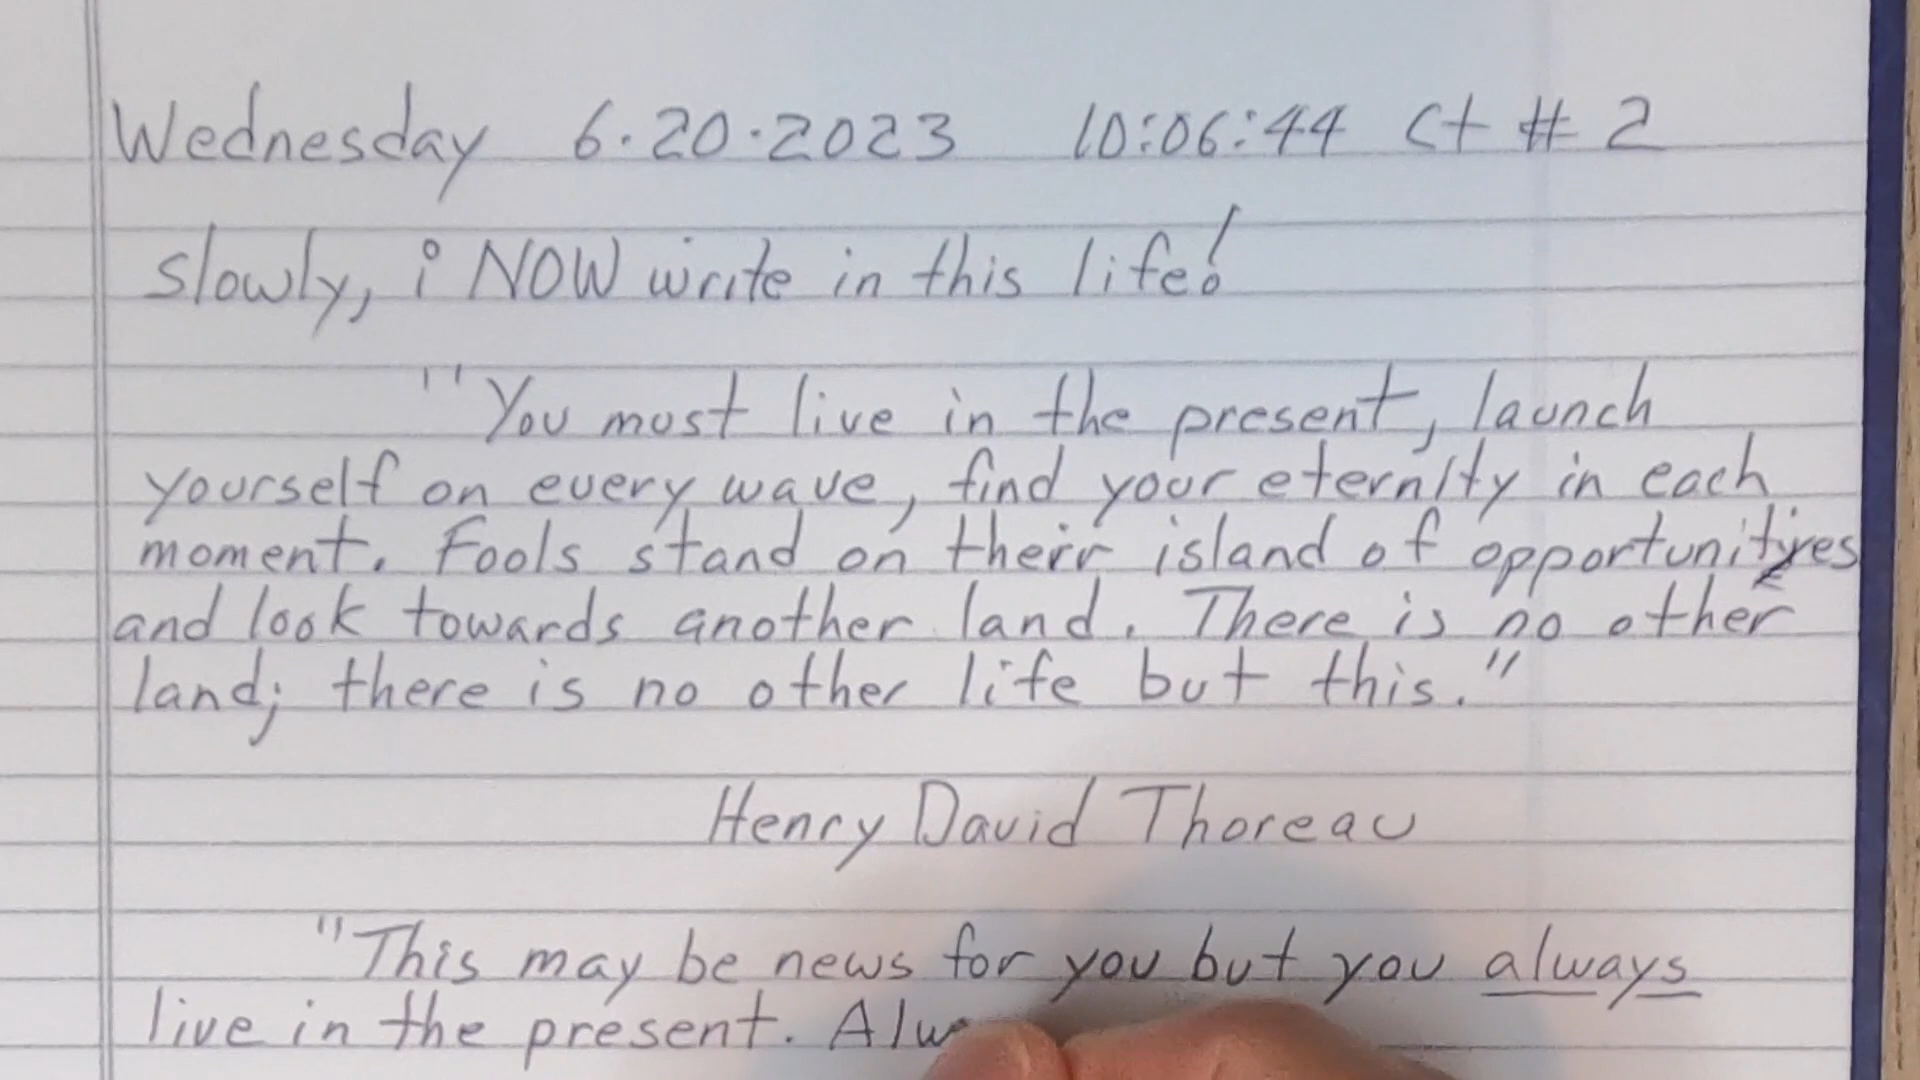 Wednesday 6.20.2023 10:06:44 Ct # 2
slowly, i NOW write in this life!
"You must live in the present, launch
yourself on every wave, find your eternity in each
moment. Fools stand on their island of opportunities
and look towards another land. There is no other
land; there is no other life but this."
Henry David Thoreau
"This may be news for you but you always
live in the present. Alw